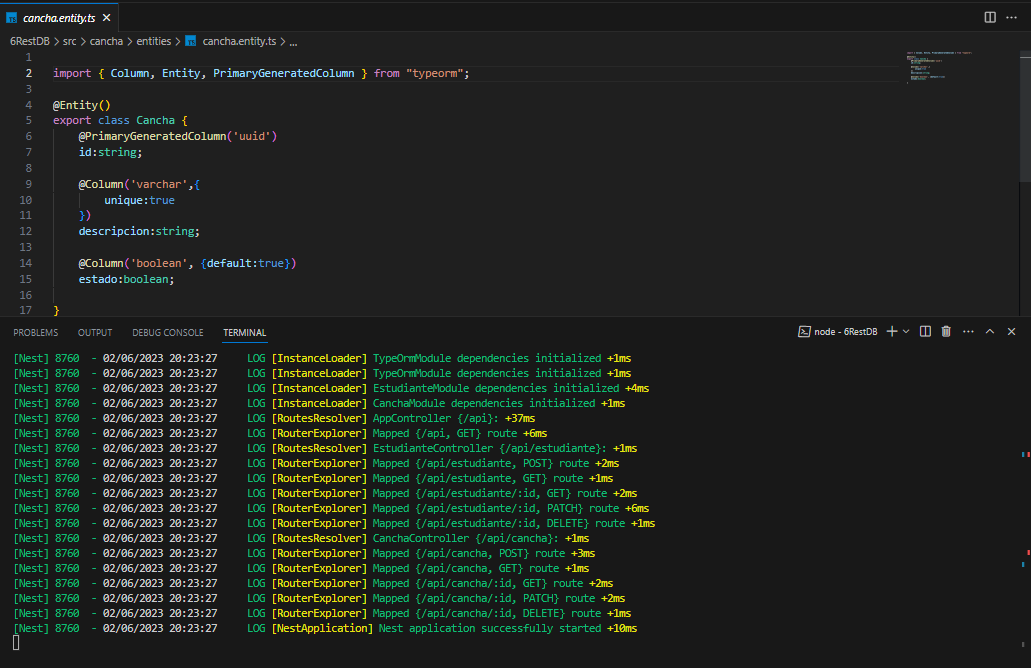 cancha.entity.ts
6RestDB > src > cancha > entities > TS cancha.entity.ts > ...
1
2 import { Column, Entity, PrimaryGeneratedColumn } from "typeorm";
3
4 @Entity()
5 export class Cancha {
6 @PrimaryGeneratedColumn('uuid')
7 id:string;
8
9 @Column('varchar',{
10 unique:true
11 })
12 descripcion:string;
13
14 @Column('boolean', {default:true})
15 estado:boolean;
16
17 }
PROBLEMS OUTPUT DEBUG CONSOLE TERMINAL node - 6RestDB
[Nest] 8760 - 02/06/2023 20:23:27 LOG [InstanceLoader] TypeOrmModule dependencies initialized +1ms
[Nest] 8760 - 02/06/2023 20:23:27 LOG [InstanceLoader] TypeOrmModule dependencies initialized +1ms
[Nest] 8760 - 02/06/2023 20:23:27 LOG [InstanceLoader] EstudianteModule dependencies initialized +4ms
[Nest] 8760 - 02/06/2023 20:23:27 LOG [InstanceLoader] CanchaModule dependencies initialized +1ms
[Nest] 8760 - 02/06/2023 20:23:27 LOG [RoutesResolver] AppController {/api}: +37ms
[Nest] 8760 - 02/06/2023 20:23:27 LOG [RouterExplorer] Mapped {/api, GET} route +6ms
[Nest] 8760 - 02/06/2023 20:23:27 LOG [RoutesResolver] EstudianteController {/api/estudiante}: +1ms
[Nest] 8760 - 02/06/2023 20:23:27 LOG [RouterExplorer] Mapped {/api/estudiante, POST} route +2ms
[Nest] 8760 - 02/06/2023 20:23:27 LOG [RouterExplorer] Mapped {/api/estudiante, GET} route +1ms
[Nest] 8760 - 02/06/2023 20:23:27 LOG [RouterExplorer] Mapped {/api/estudiante/:id, GET} route +2ms
[Nest] 8760 - 02/06/2023 20:23:27 LOG [RouterExplorer] Mapped {/api/estudiante/:id, PATCH} route +6ms
[Nest] 8760 - 02/06/2023 20:23:27 LOG [RouterExplorer] Mapped {/api/estudiante/:id, DELETE} route +1ms
[Nest] 8760 - 02/06/2023 20:23:27 LOG [RoutesResolver] CanchaController {/api/cancha}: +1ms
[Nest] 8760 - 02/06/2023 20:23:27 LOG [RouterExplorer] Mapped {/api/cancha, POST} route +3ms
[Nest] 8760 - 02/06/2023 20:23:27 LOG [RouterExplorer] Mapped {/api/cancha, GET} route +1ms
[Nest] 8760 - 02/06/2023 20:23:27 LOG [RouterExplorer] Mapped {/api/cancha/:id, GET} route +2ms
[Nest] 8760 - 02/06/2023 20:23:27 LOG [RouterExplorer] Mapped {/api/cancha/:id, PATCH} route +2ms
[Nest] 8760 - 02/06/2023 20:23:27 LOG [RouterExplorer] Mapped {/api/cancha/:id, DELETE} route +1ms
[Nest] 8760 - 02/06/2023 20:23:27 LOG [NestApplication] Nest application successfully started +10ms